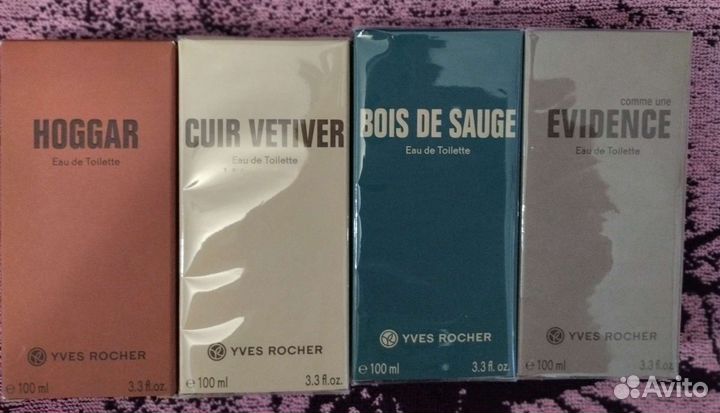 HOGGAR
Eau de Toilette
YVES ROCHER
℮ 100 ml 3.3 fl.oz.
CUIR VETIVER
Eau de Toilette
YVES ROCHER
℮ 100 ml 3.3 fl.oz.
BOIS DE SAUGE
Eau de Toilette
YVES ROCHER
℮ 100 ml 3.3 fl.oz.
comme une
EVIDENCE
Eau de Toilette
YVES ROCHER
℮ 100 ml 3.3 fl.oz.
Avito